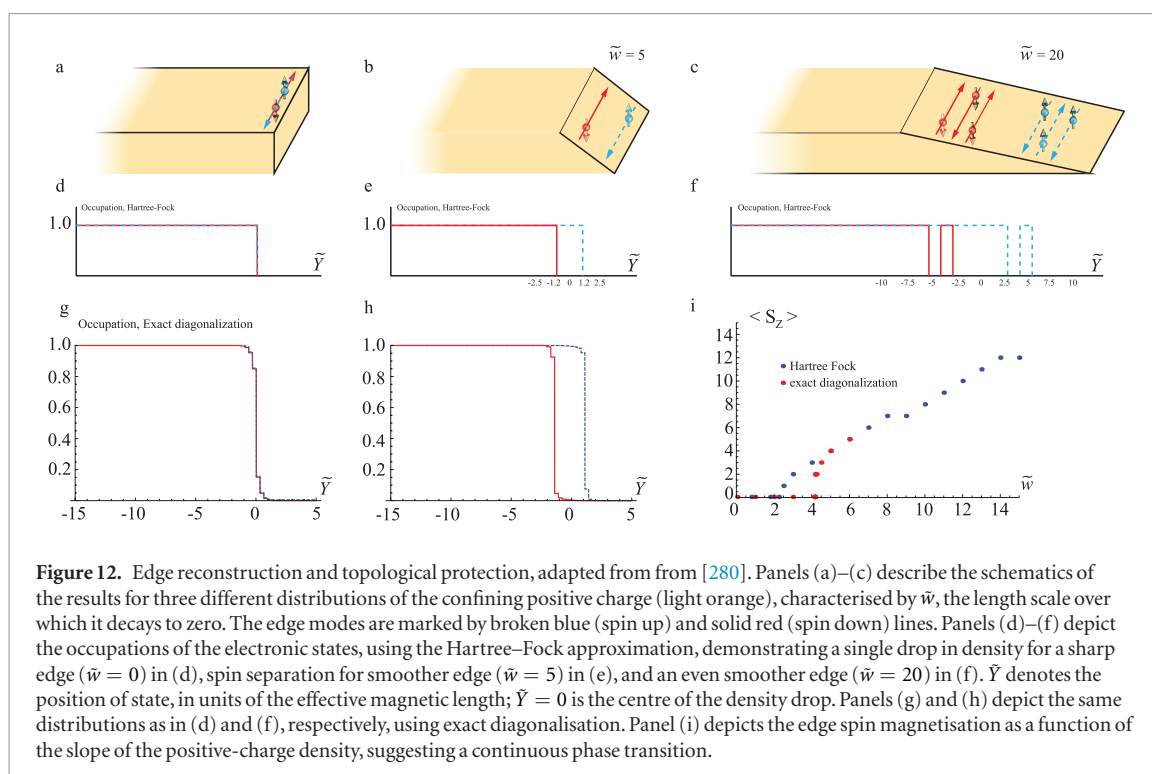 a
b
w̃ = 5
c
w̃ = 20
d
Occupation, Hartree-Fock
1.0
Ỹ
e
Occupation, Hartree-Fock
1.0
Ỹ
-2.5 -1.2 0 1.2 2.5
f
Occupation, Hartree-Fock
Ỹ
-10 -7.5 -5 -2.5 0 2.5 5 7.5 10
g
Occupation, Exact diagonalization
1.0
0.8
0.6
0.4
0.2
Ỹ
-15 -10 -5 0 5
h
1.0
0.8
0.6
0.4
0.2
Ỹ
-15 -10 -5 0 5
i
< S_Z >
14
12
10
8
6
4
2
0
Hartree Fock
exact diagonalization
w̃
0 2 4 6 8 10 12 14
Figure 12. Edge reconstruction and topological protection, adapted from from [280]. Panels (a)–(c) describe the schematics of
the results for three different distributions of the confining positive charge (light orange), characterised by w̃, the length scale over
which it decays to zero. The edge modes are marked by broken blue (spin up) and solid red (spin down) lines. Panels (d)–(f) depict
the occupations of the electronic states, using the Hartree–Fock approximation, demonstrating a single drop in density for a sharp
edge (w̃ = 0) in (d), spin separation for smoother edge (w̃ = 5) in (e), and an even smoother edge (w̃ = 20) in (f). Ỹ denotes the
position of state, in units of the effective magnetic length; Ỹ = 0 is the centre of the density drop. Panels (g) and (h) depict the same
distributions as in (d) and (f), respectively, using exact diagonalisation. Panel (i) depicts the edge spin magnetisation as a function of
the slope of the positive-charge density, suggesting a continuous phase transition.